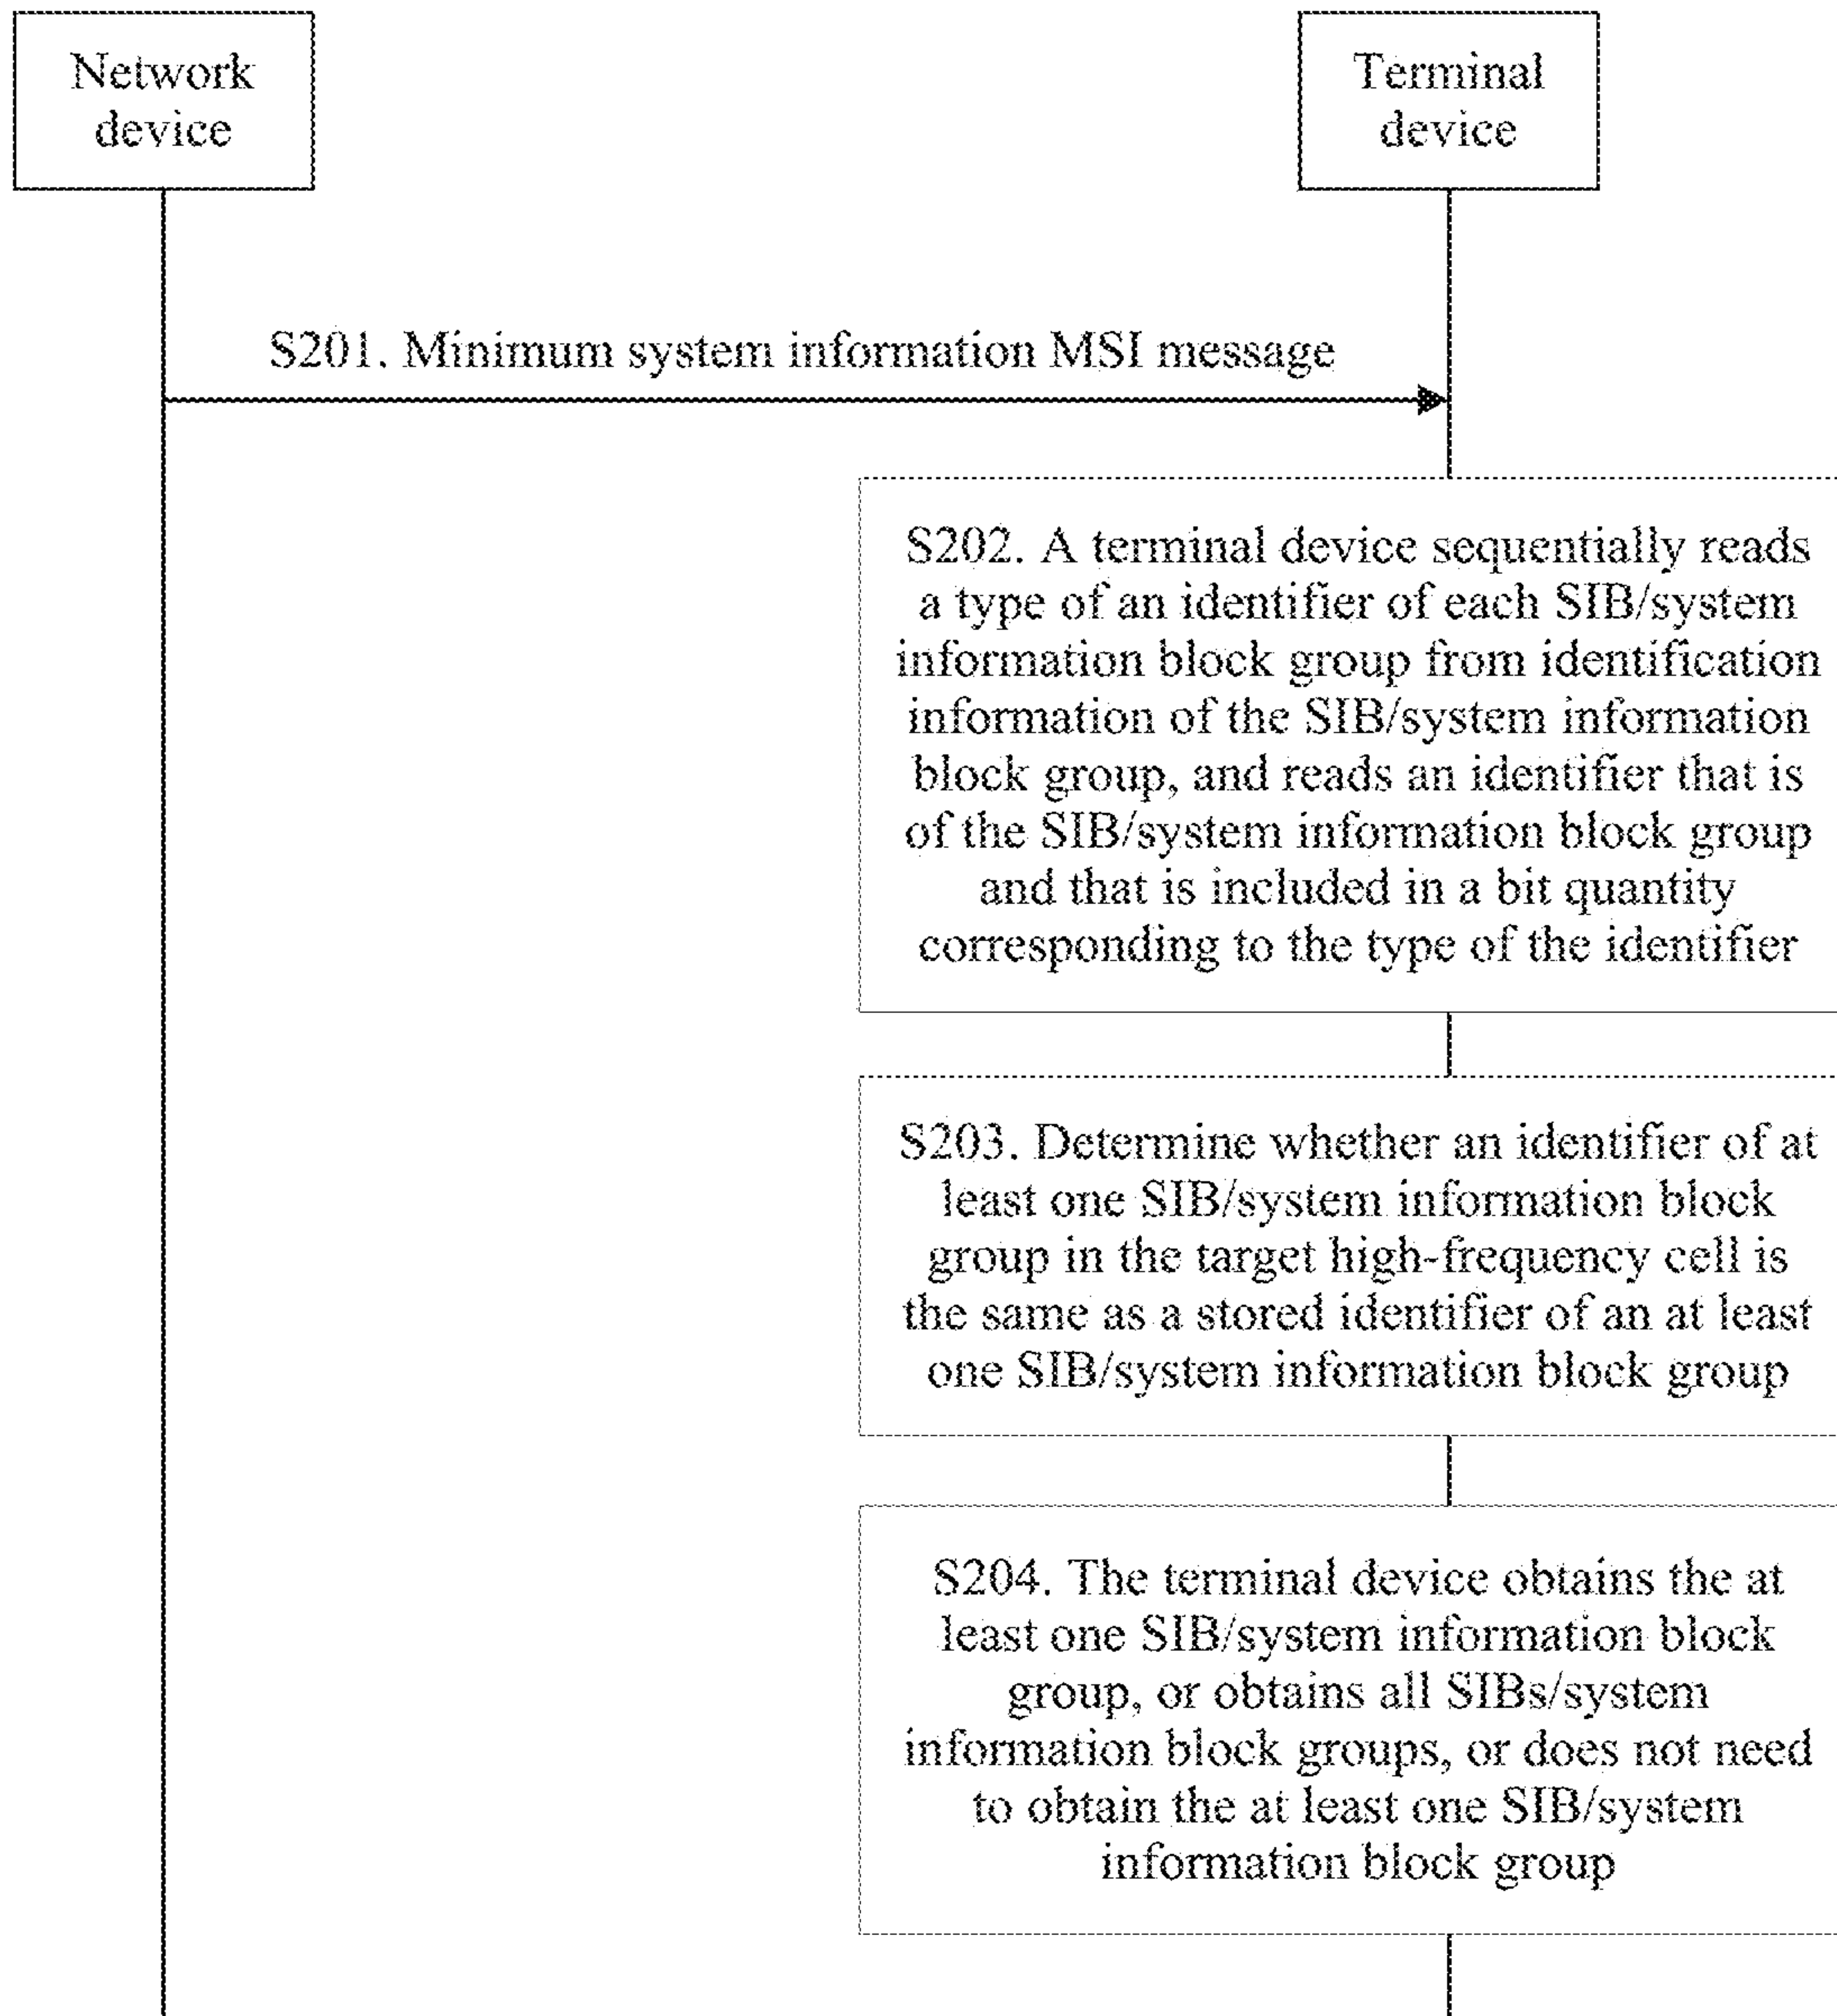 Network
device
Terminal
device
S201. Minimum system information MSI message
S202. A terminal device sequentially reads
a type of an identifier of each SIB/system
information block group from identification
information of the SIB/system information
block group, and reads an identifier that is
of the SIB/system information block group
and that is included in a bit quantity
corresponding to the type of the identifier
S203. Determine whether an identifier of at
least one SIB/system information block
group in the target high-frequency cell is
the same as a stored identifier of an at least
one SIB/system information block group
S204. The terminal device obtains the at
least one SIB/system information block
group, or obtains all SIBs/system
information block groups, or does not need
to obtain the at least one SIB/system
information block group